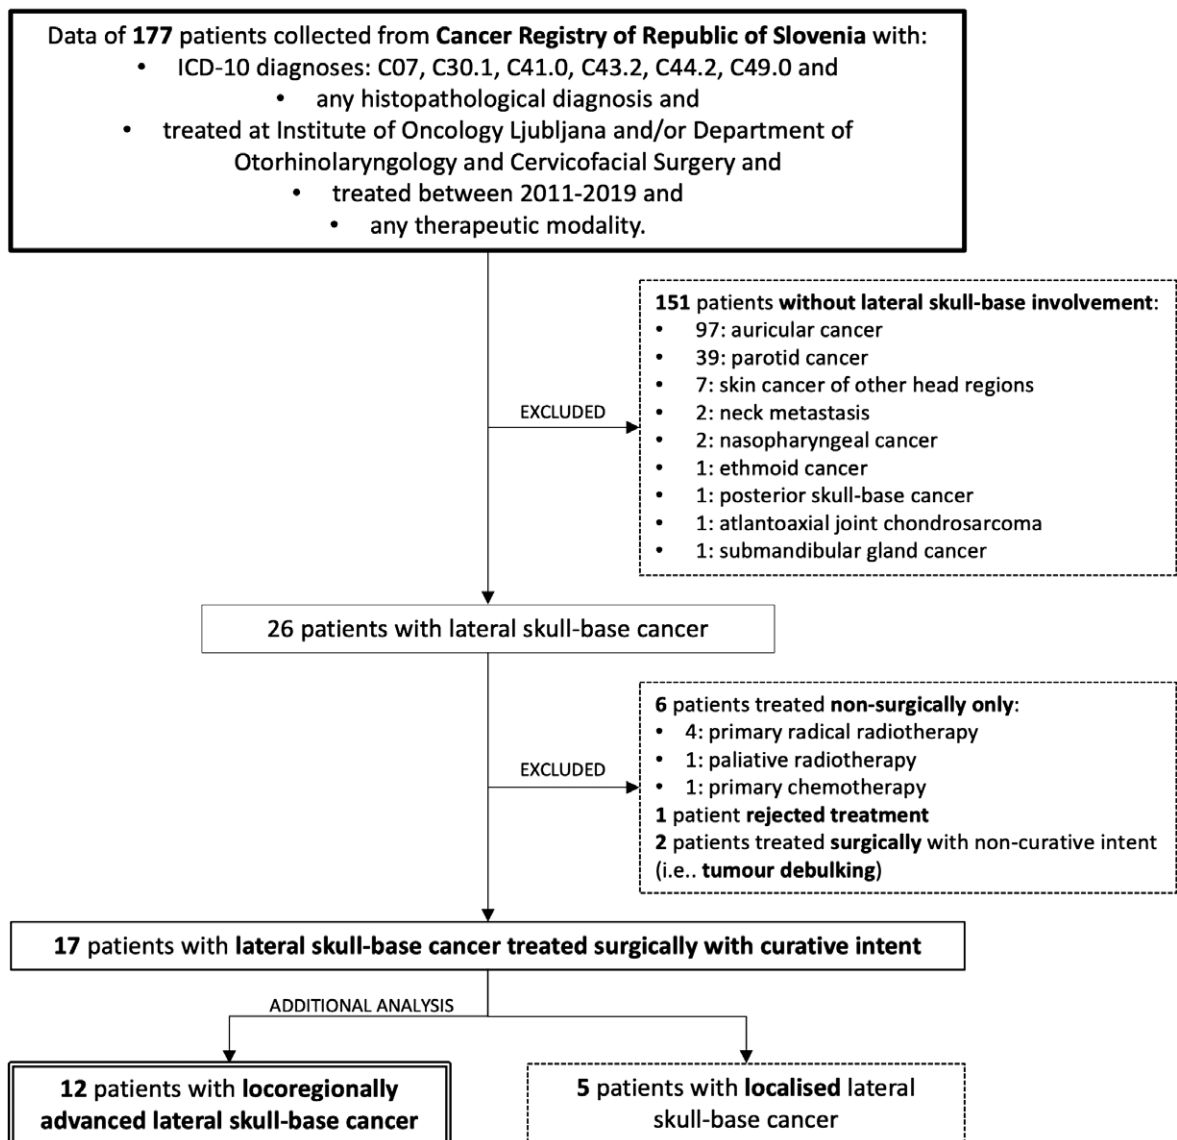 Data of 177 patients collected from Cancer Registry of Republic of Slovenia with:
• ICD-10 diagnoses: C07, C30.1, C41.0, C43.2, C44.2, C49.0 and
• any histopathological diagnosis and
• treated at Institute of Oncology Ljubljana and/or Department of
Otorhinolaryngology and Cervicofacial Surgery and
• treated between 2011-2019 and
• any therapeutic modality.
EXCLUDED
151 patients without lateral skull-base involvement:
• 97: auricular cancer
• 39: parotid cancer
• 7: skin cancer of other head regions
• 2: neck metastasis
• 2: nasopharyngeal cancer
• 1: ethmoid cancer
• 1: posterior skull-base cancer
• 1: atlantoaxial joint chondrosarcoma
• 1: submandibular gland cancer
26 patients with lateral skull-base cancer
EXCLUDED
6 patients treated non-surgically only:
• 4: primary radical radiotherapy
• 1: paliative radiotherapy
• 1: primary chemotherapy
1 patient rejected treatment
2 patients treated surgically with non-curative intent
(i.e.. tumour debulking)
17 patients with lateral skull-base cancer treated surgically with curative intent
ADDITIONAL ANALYSIS
12 patients with locoregionally
advanced lateral skull-base cancer
5 patients with localised lateral
skull-base cancer